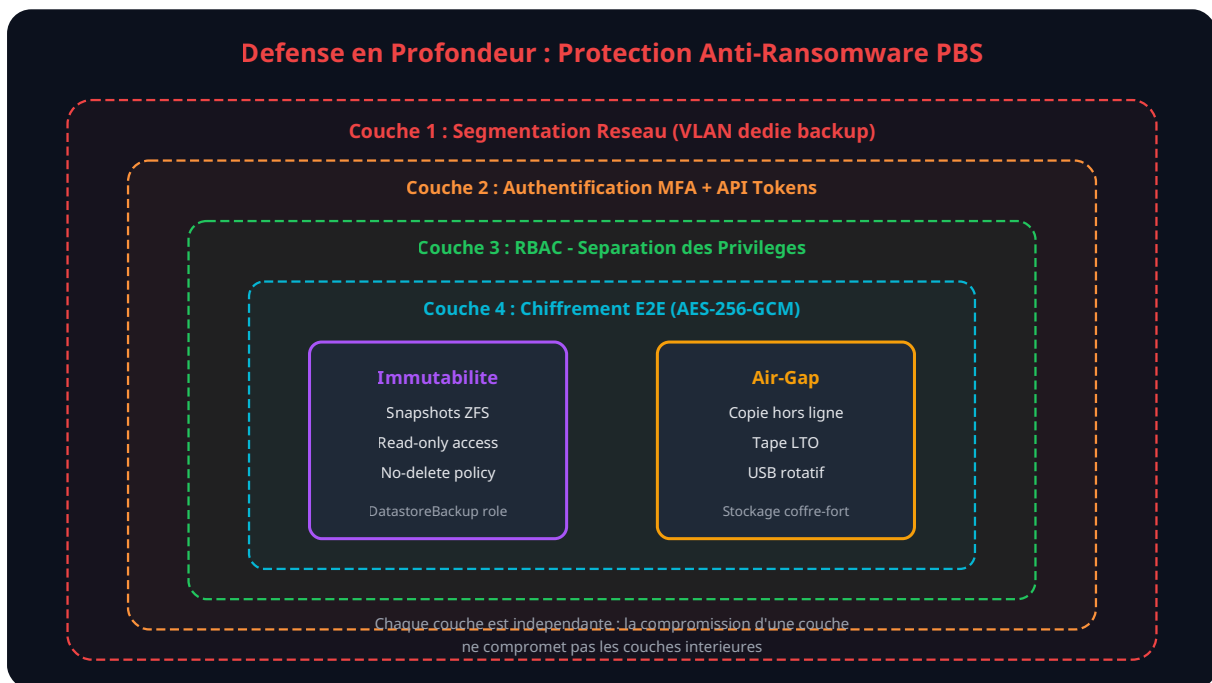 Defense en Profondeur : Protection Anti-Ransomware PBS
Couche 1 : Segmentation Reseau (VLAN dedie backup)
Couche 2 : Authentification MFA + API Tokens
Couche 3 : RBAC - Separation des Privileges
Couche 4 : Chiffrement E2E (AES-256-GCM)
Immutabilite
Snapshots ZFS
Read-only access
No-delete policy
DatastoreBackup role
Air-Gap
Copie hors ligne
Tape LTO
USB rotatif
Stockage coffre-fort
Chaque couche est independante : la compromission d'une couche
ne compromet pas les couches interieures